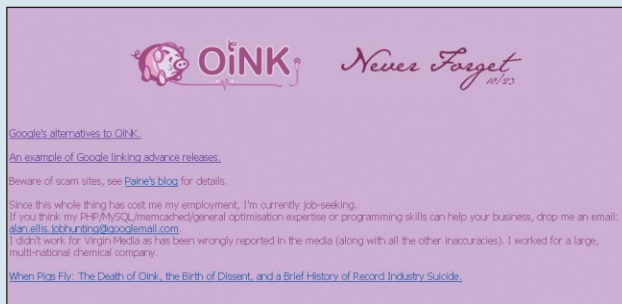 OiNK
Never Forget
10/23
Google's alternatives to OiNK.
An example of Google linking advance releases.
Beware of scam sites, see Paine's blog for details.
Since this whole thing has cost me my employment, I'm currently job-seeking.
If you think my PHP/MySQL/memcached/general optimisation expertise or programming skills can help your business, drop me an email:
alan.ellis.jobhunting@googlemail.com.
I didn't work for Virgin Media as has been wrongly reported in the media (along with all the other inaccuracies). I worked for a large,
multi-national chemical company.
When Pigs Fly: The Death of Oink, the Birth of Dissent, and a Brief History of Record Industry Suicide.